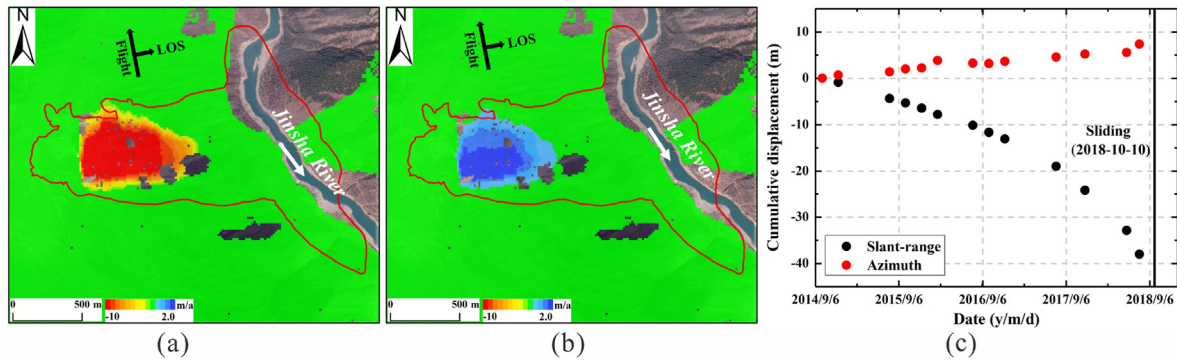 N
Flight
LOS
Jinsha River
0
500 m
m/a
-10
2.0
(a)
N
Flight
LOS
Jinsha River
0
500 m
m/a
-10
2.0
(b)
Cumulative displacement (m)
10
0
-10
-20
-30
-40
Sliding
(2018-10-10)
Slant-range
Azimuth
2014/9/6
2015/9/6
2016/9/6
2017/9/6
2018/9/6
Date (y/m/d)
(c)